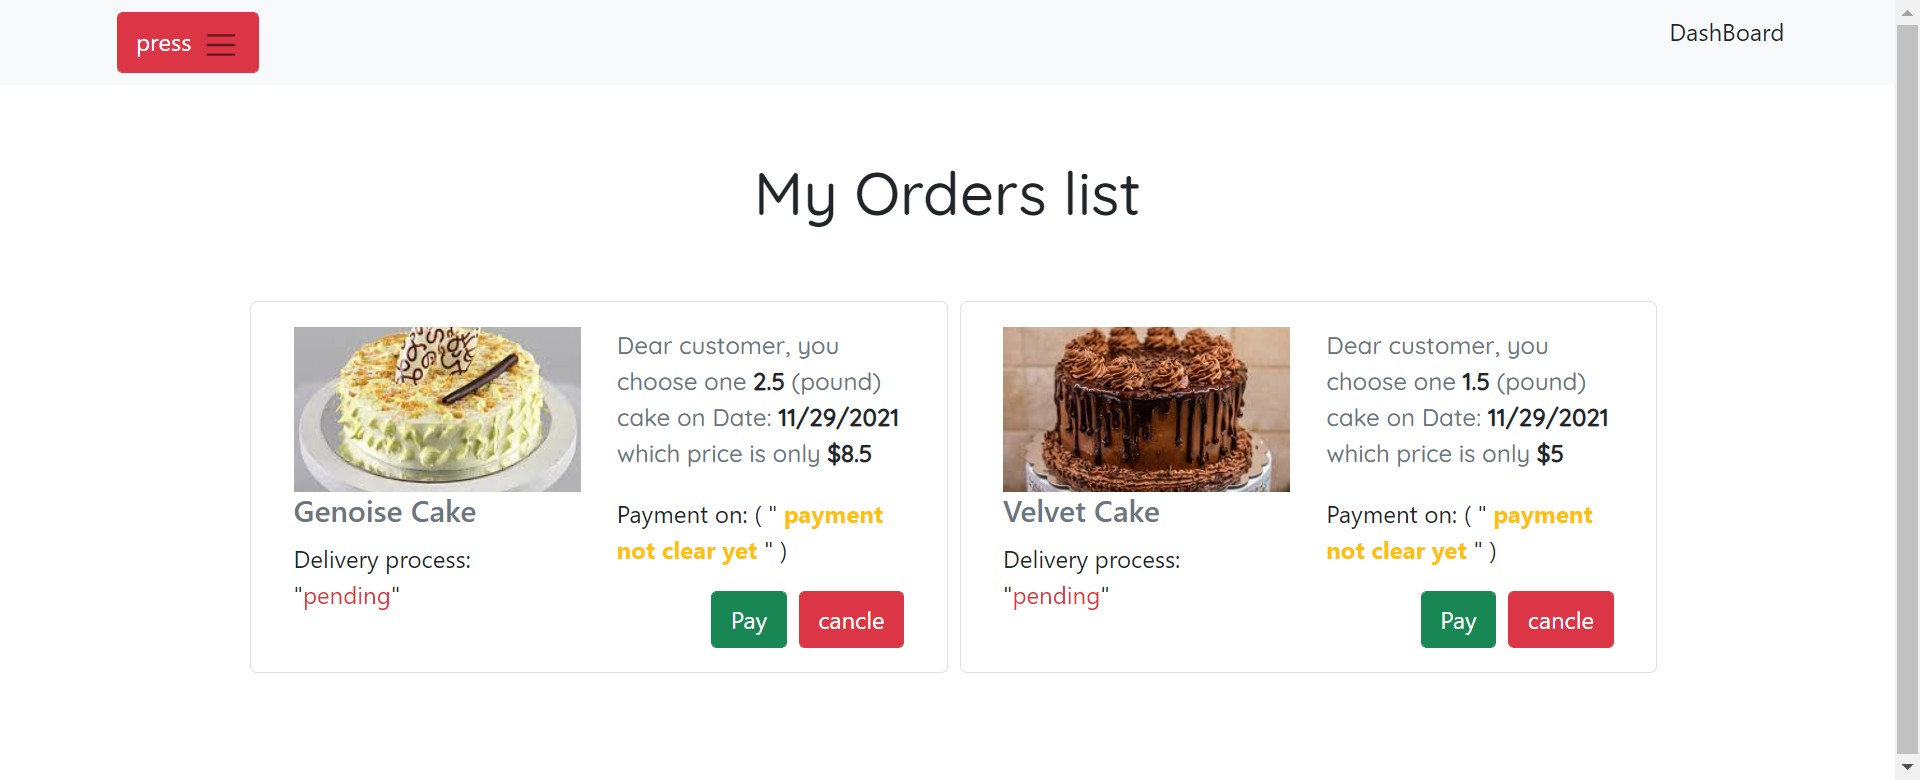 press
DashBoard
My Orders list
Dear customer, you
choose one 2.5 (pound)
cake on Date: 11/29/2021
which price is only $8.5
Genoise Cake
Payment on: ( " payment
not clear yet " )
Delivery process:
"pending"
Pay
cancle
Dear customer, you
choose one 1.5 (pound)
cake on Date: 11/29/2021
which price is only $5
Velvet Cake
Payment on: ( " payment
not clear yet " )
Delivery process:
"pending"
Pay
cancle